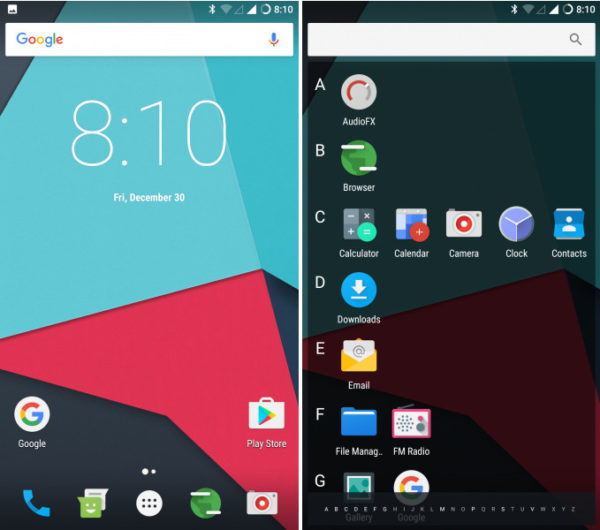 8:10
Google
8:10
Fri, December 30
Google
Play Store
8:10
A
AudioFX
B
Browser
C
Calculator
Calendar
Camera
Clock
Contacts
D
Downloads
E
Email
F
File Manag..
FM Radio
G
Gallery
Google
A B C D E F G H I J K L M N O P Q R S T U V W X Y Z